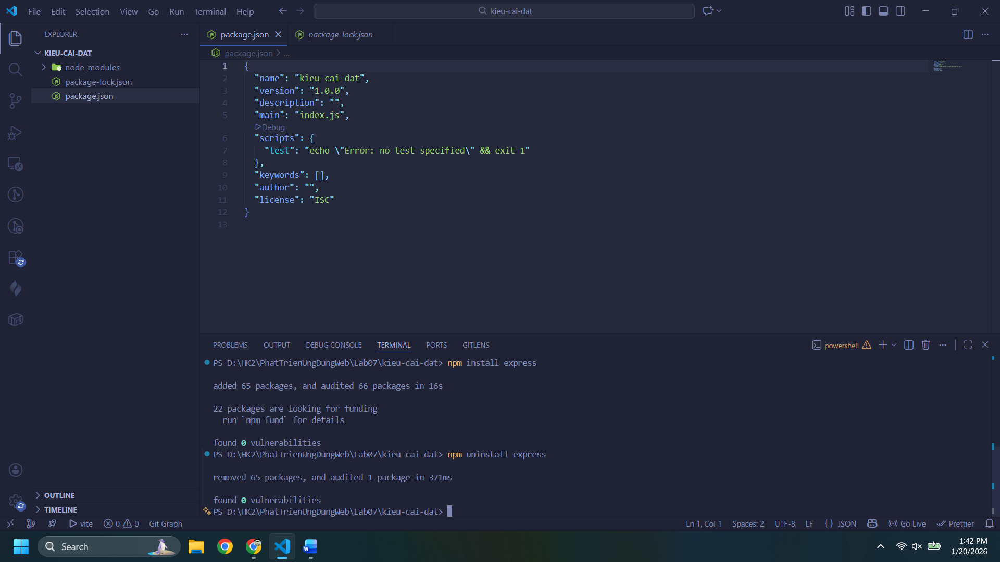 File Edit Selection View Go Run Terminal Help
kieu-cai-dat
EXPLORER
KIEU-CAI-DAT
node_modules
package-lock.json
package.json
package.json
package-lock.json
package.json > ...
1 {
2 "name": "kieu-cai-dat",
3 "version": "1.0.0",
4 "description": "",
5 "main": "index.js",
Debug
6 "scripts": {
7 "test": "echo \"Error: no test specified\" && exit 1"
8 },
9 "keywords": [],
10 "author": "",
11 "license": "ISC"
12 }
13
PROBLEMS OUTPUT DEBUG CONSOLE TERMINAL PORTS GITLENS
powershell
PS D:\HK2\PhatTrienUngDungWeb\Lab07\kieu-cai-dat> npm install express
added 65 packages, and audited 66 packages in 16s
22 packages are looking for funding
run `npm fund` for details
found 0 vulnerabilities
PS D:\HK2\PhatTrienUngDungWeb\Lab07\kieu-cai-dat> npm uninstall express
removed 65 packages, and audited 1 package in 371ms
found 0 vulnerabilities
PS D:\HK2\PhatTrienUngDungWeb\Lab07\kieu-cai-dat>
OUTLINE
TIMELINE
vite 0 0 Git Graph
Ln 1, Col 1 Spaces: 2 UTF-8 LF { } JSON Go Live Prettier
Search
1:42 PM
1/20/2026